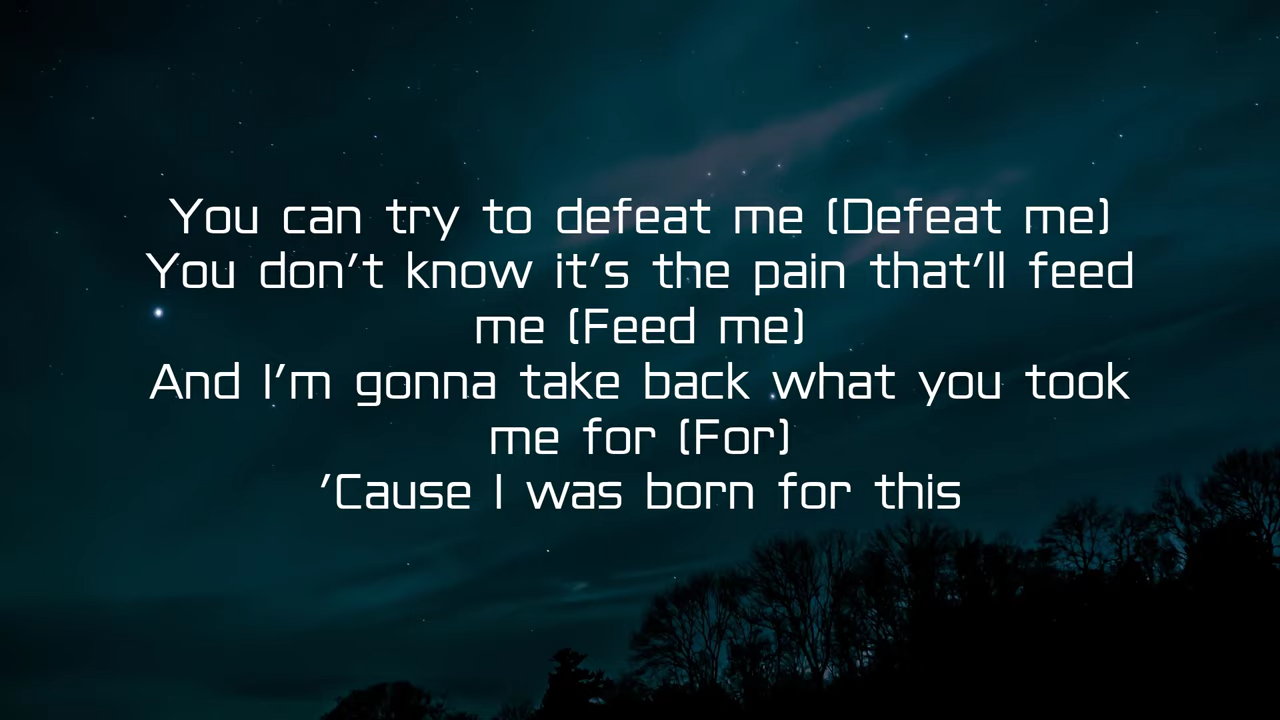 You can try to defeat me (Defeat me)
You don't know it's the pain that'll feed
me (Feed me)
And I'm gonna take back what you took
me for (For)
'Cause I was born for this